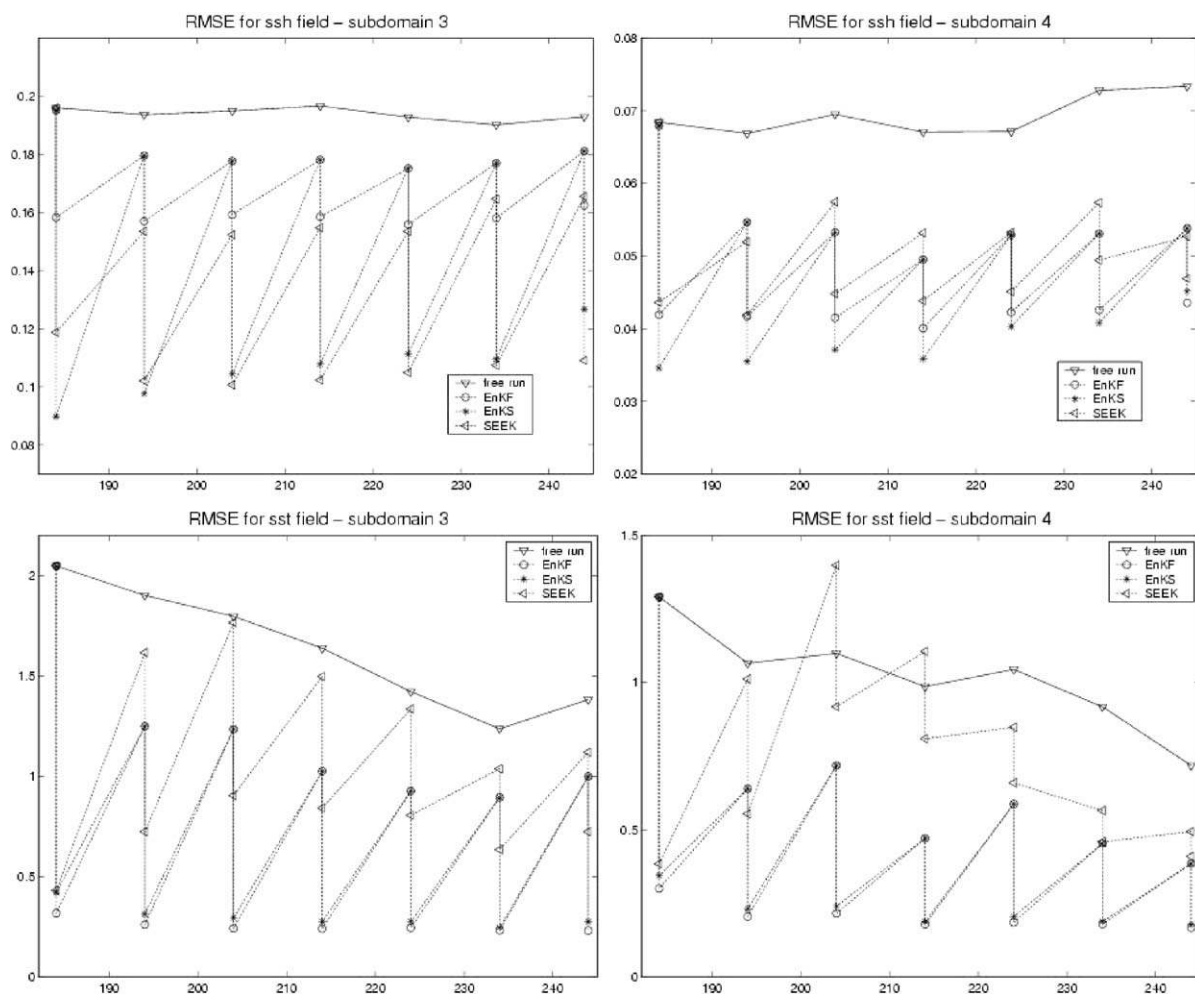 RMSE for ssh field – subdomain 3
0.2
0.18
0.16
0.14
0.12
0.1
0.08
190 200 210 220 230 240
free run
EnKF
EnKS
SEEK
RMSE for ssh field – subdomain 4
0.08
0.07
0.06
0.05
0.04
0.03
0.02
190 200 210 220 230 240
free run
EnKF
EnKS
SEEK
RMSE for sst field – subdomain 3
2
1.5
1
0.5
0
190 200 210 220 230 240
free run
EnKF
EnKS
SEEK
RMSE for sst field – subdomain 4
1.5
1
0.5
0
190 200 210 220 230 240
free run
EnKF
EnKS
SEEK